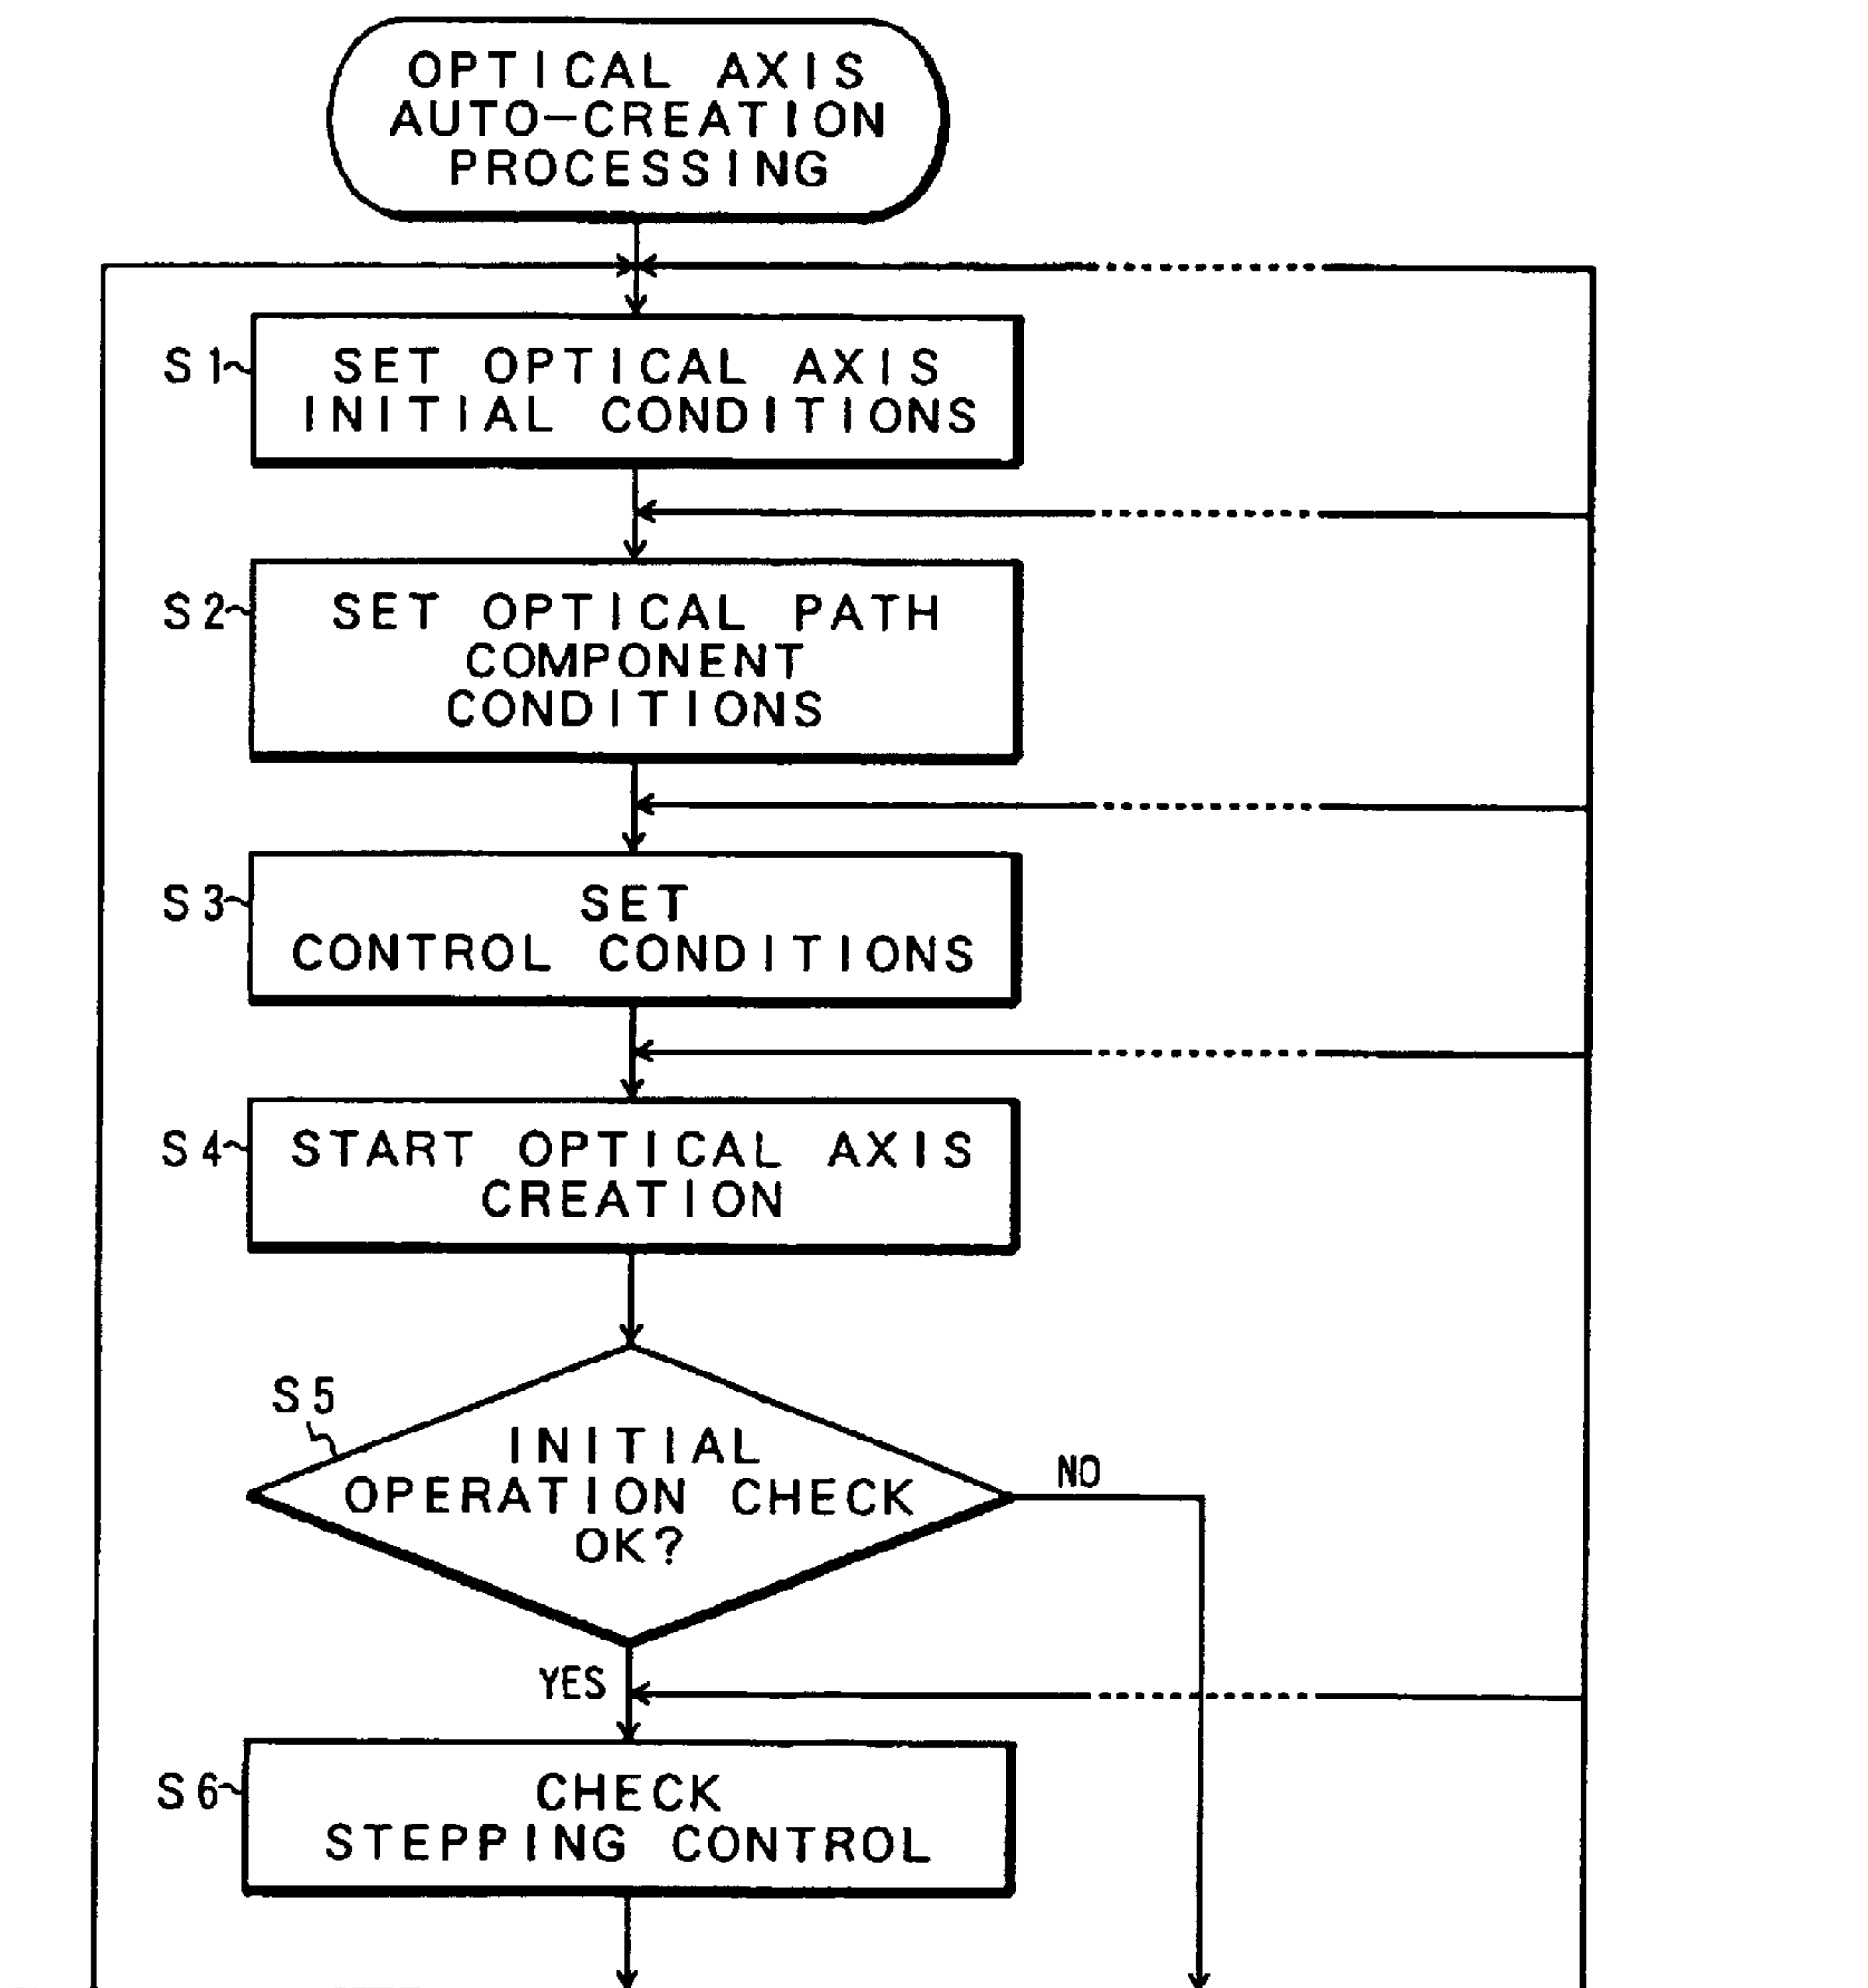 OPTICAL AXIS
AUTO-CREATION
PROCESSING
S1
SET OPTICAL AXIS
INITIAL CONDITIONS
S2
SET OPTICAL PATH
COMPONENT
CONDITIONS
S3
SET
CONTROL CONDITIONS
S4
START OPTICAL AXIS
CREATION
S5
INITIAL
OPERATION CHECK
OK?
NO
YES
S6
CHECK
STEPPING CONTROL